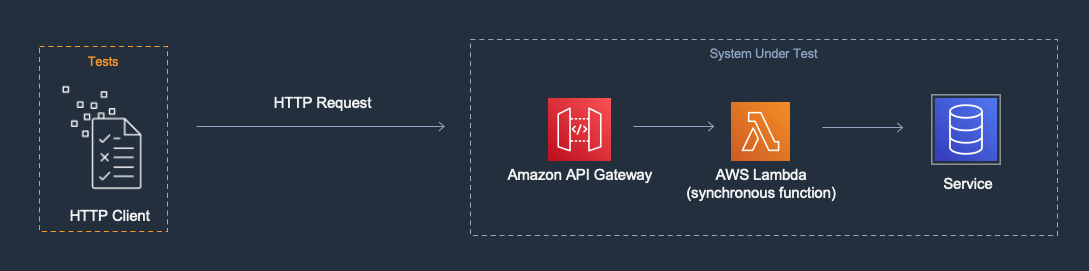 Tests
HTTP Client
HTTP Request
System Under Test
Amazon API Gateway
AWS Lambda
(synchronous function)
Service